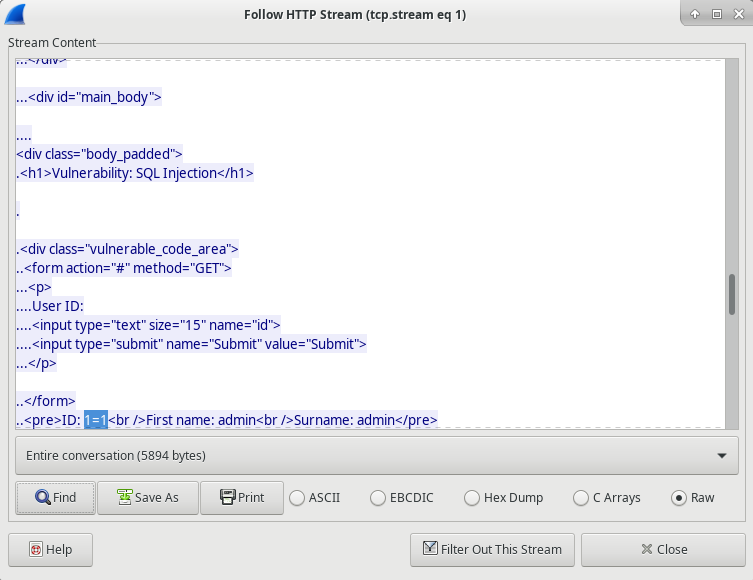 Follow HTTP Stream (tcp.stream eq 1)
Stream Content
...</div>
...<div id="main_body">
....
<div class="body_padded">
.<h1>Vulnerability: SQL Injection</h1>
.
.<div class="vulnerable_code_area">
..<form action="#" method="GET">
...<p>
....User ID:
....<input type="text" size="15" name="id">
....<input type="submit" name="Submit" value="Submit">
...</p>
..</form>
..<pre>ID: 1=1<br />First name: admin<br />Surname: admin</pre>
Entire conversation (5894 bytes)
Find Save As Print ASCII EBCDIC Hex Dump C Arrays Raw
Help Filter Out This Stream Close